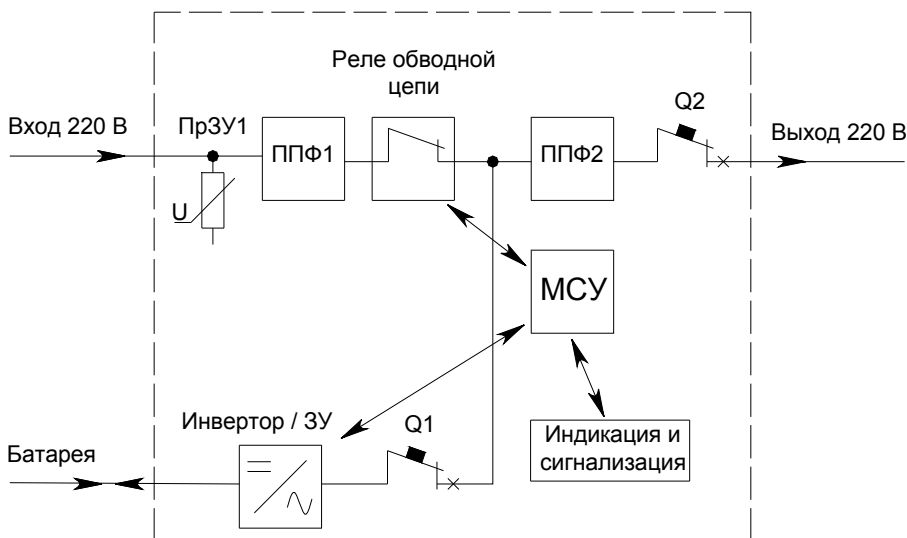 Реле обводной
цепи
Вход 220 В
ПрЗУ1
ППФ1
ППФ2
Q2
Выход 220 В
U
МСУ
Инвертор / ЗУ
Q1
Индикация и
сигнализация
Батарея